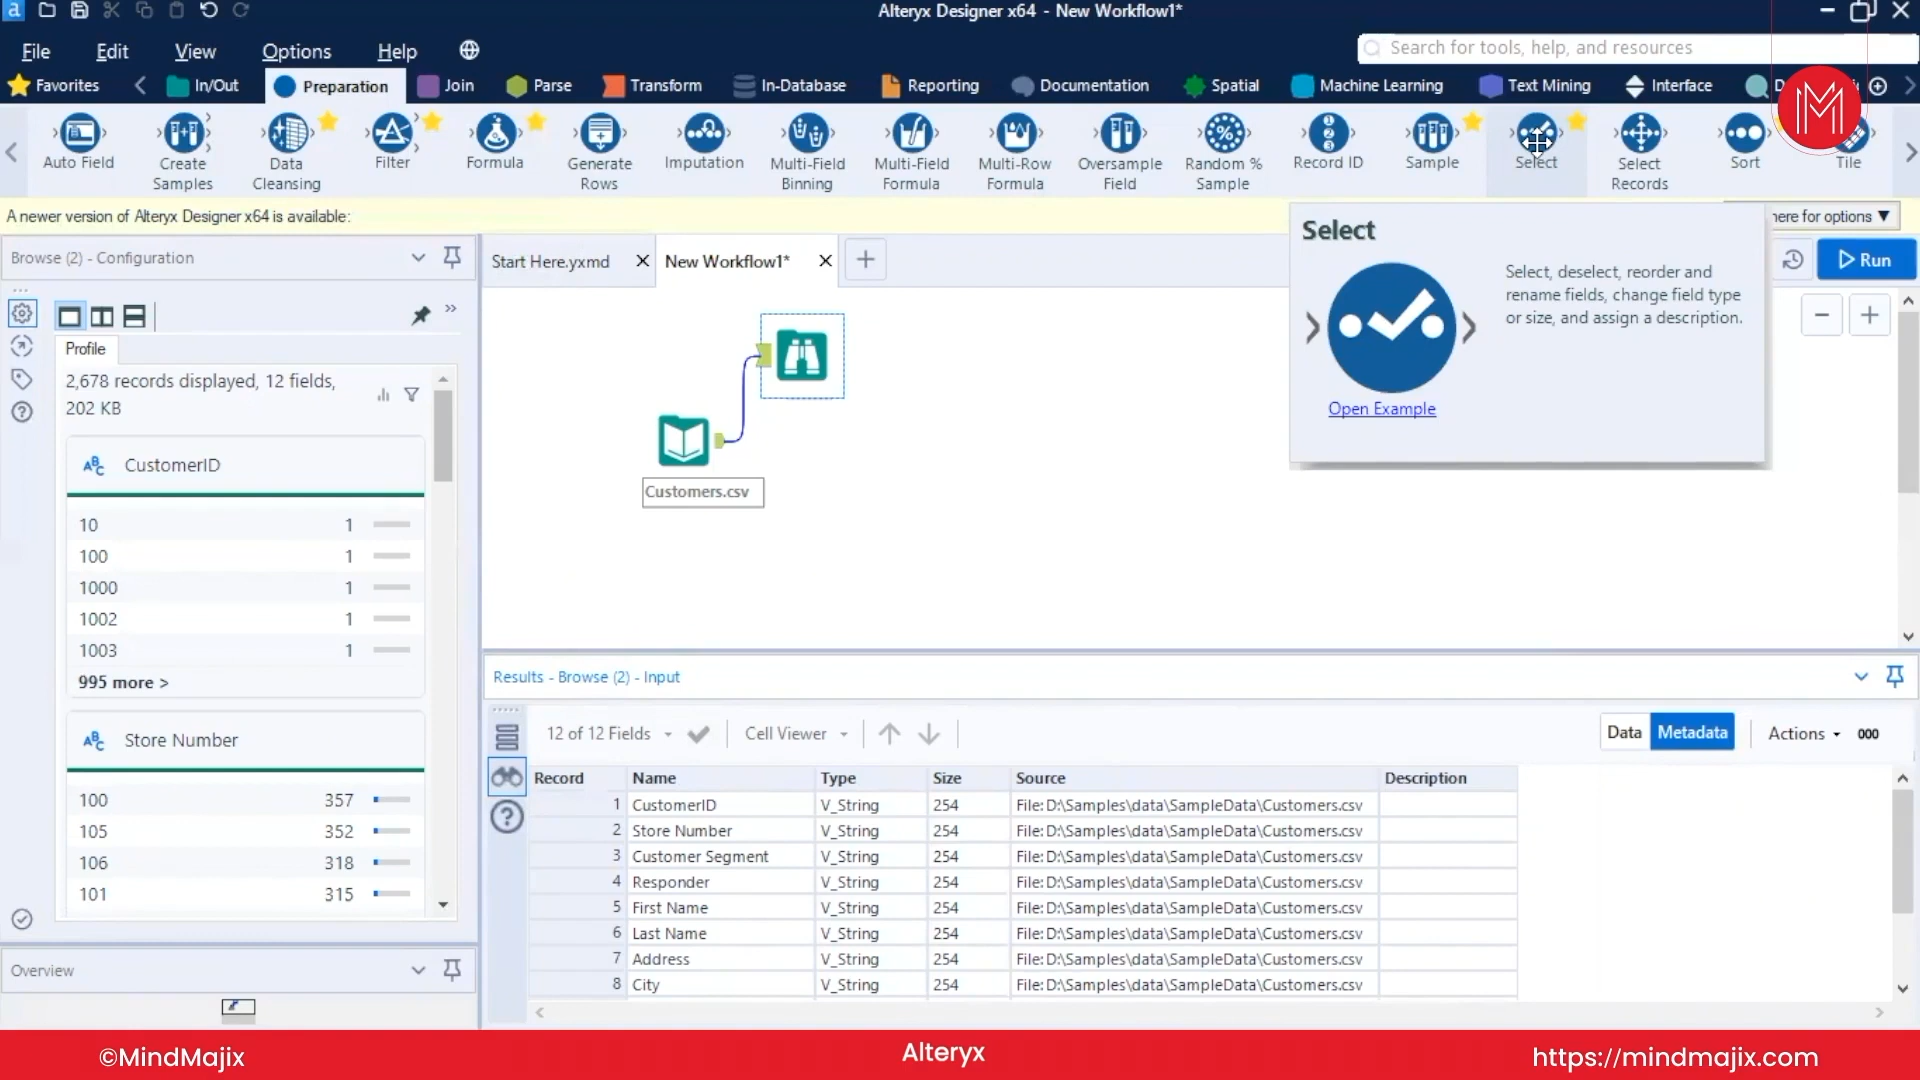 Alteryx Designer x64 - New Workflow1*
File Edit View Options Help
Search for tools, help, and resources
Favorites In/Out Preparation Join Parse Transform In-Database Reporting Documentation Spatial Machine Learning Text Mining Interface
Auto Field
Create Samples
Data Cleansing
Filter
Formula
Generate Rows
Imputation
Multi-Field Binning
Multi-Field Formula
Multi-Row Formula
Oversample Field
Random % Sample
Record ID
Sample
Select
Select Records
Sort
Tile
A newer version of Alteryx Designer x64 is available:
here for options ▼
Browse (2) - Configuration
Start Here.yxmd
New Workflow1*
Run
Select
Select, deselect, reorder and
rename fields, change field type
or size, and assign a description.
Open Example
Profile
2,678 records displayed, 12 fields,
202 KB
ABC CustomerID
10 1
100 1
1000 1
1002 1
1003 1
995 more >
ABC Store Number
100 357
105 352
106 318
101 315
Overview
Customers.csv
Results - Browse (2) - Input
12 of 12 Fields Cell Viewer Data Metadata Actions 000
Record Name Type Size Source Description
1 CustomerID V_String 254 File: D:\Samples\data\SampleData\Customers.csv
2 Store Number V_String 254 File: D:\Samples\data\SampleData\Customers.csv
3 Customer Segment V_String 254 File: D:\Samples\data\SampleData\Customers.csv
4 Responder V_String 254 File: D:\Samples\data\SampleData\Customers.csv
5 First Name V_String 254 File: D:\Samples\data\SampleData\Customers.csv
6 Last Name V_String 254 File: D:\Samples\data\SampleData\Customers.csv
7 Address V_String 254 File: D:\Samples\data\SampleData\Customers.csv
8 City V_String 254 File: D:\Samples\data\SampleData\Customers.csv
©MindMajix
Alteryx
https://mindmajix.com